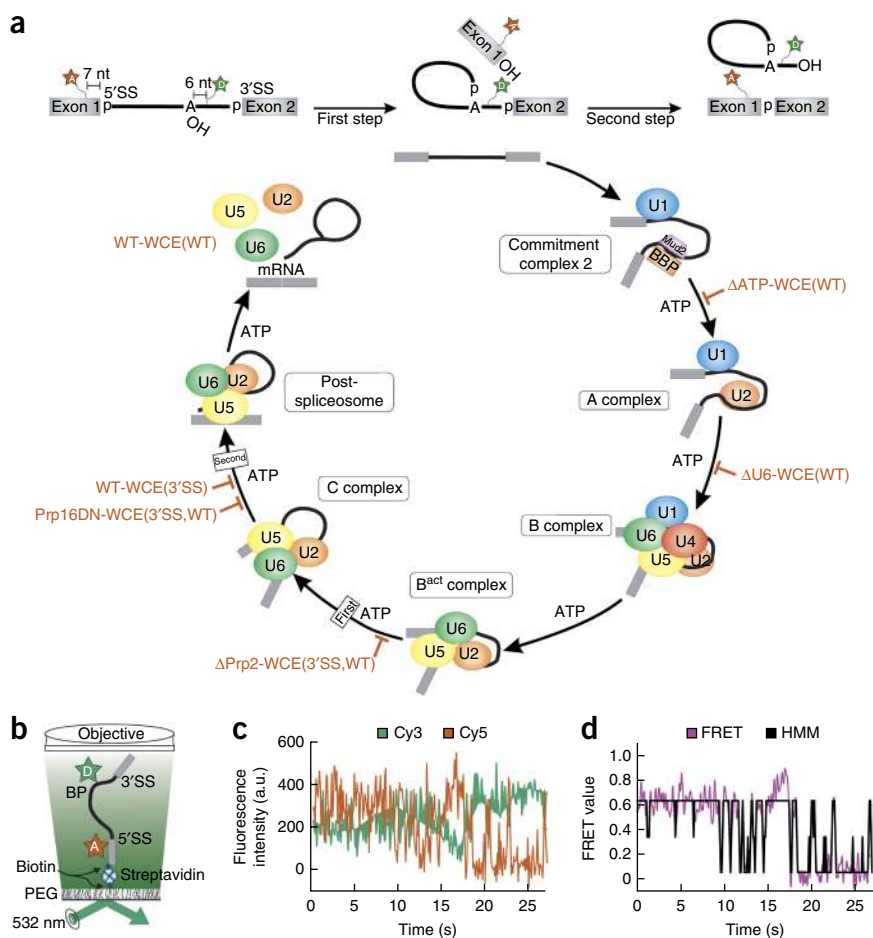 a
A
7 nt
5′SS
Exon 1
p
6 nt
D
A
OH
3′SS
p
Exon 2
First step
A
Exon 1
OH
p
D
A
p
Exon 2
Second step
p
D
A
OH
A
Exon 1
p
Exon 2
U1
Mud2
BBP
Commitment
complex 2
ATP
ΔATP-WCE(WT)
U1
U2
A complex
ATP
ΔU6-WCE(WT)
U1
U6
U4
U5
U2
B complex
ATP
Bact complex
U6
U5
U2
ΔPrp2-WCE(3′SS,WT)
First
ATP
C complex
U5
U2
U6
WT-WCE(3′SS)
Prp16DN-WCE(3′SS,WT)
Second
ATP
Post-
spliceosome
U6
U2
U5
ATP
WT-WCE(WT)
U5
U2
U6
mRNA
b
Objective
D
BP
3′SS
5′SS
A
Biotin
Streptavidin
PEG
532 nm
c
Cy3
Cy5
Fluorescence
intensity (a.u.)
600
400
200
0
0 5 10 15 20 25
Time (s)
d
FRET
HMM
FRET value
1.0
0.8
0.6
0.4
0.2
0
0 5 10 15 20 25
Time (s)